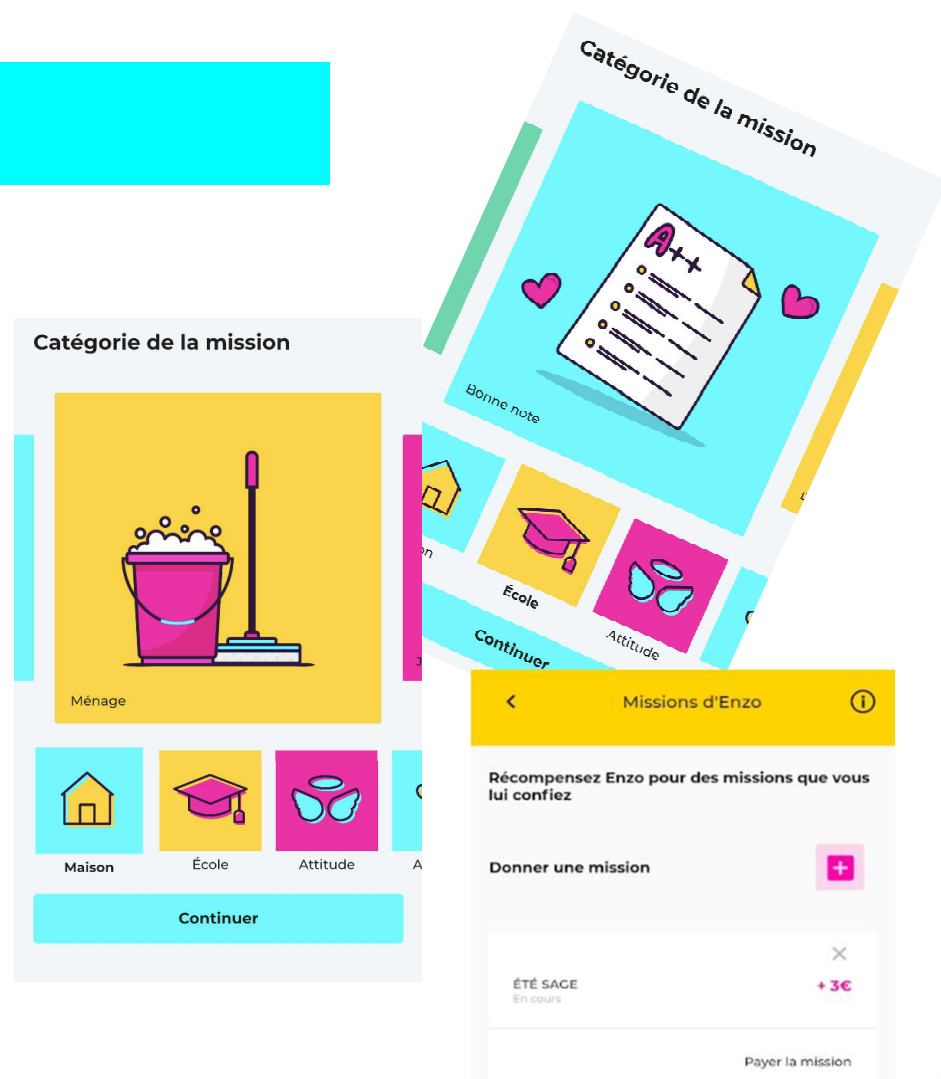 Catégorie de la mission
A++
Bonne note
École
Attitude
Continuer
Catégorie de la mission
Ménage
Maison
École
Attitude
Continuer
Missions d'Enzo
Récompensez Enzo pour des missions que vous
lui confiez
Donner une mission
ÉTÉ SAGE
+ 3€
En cours
Payer la mission